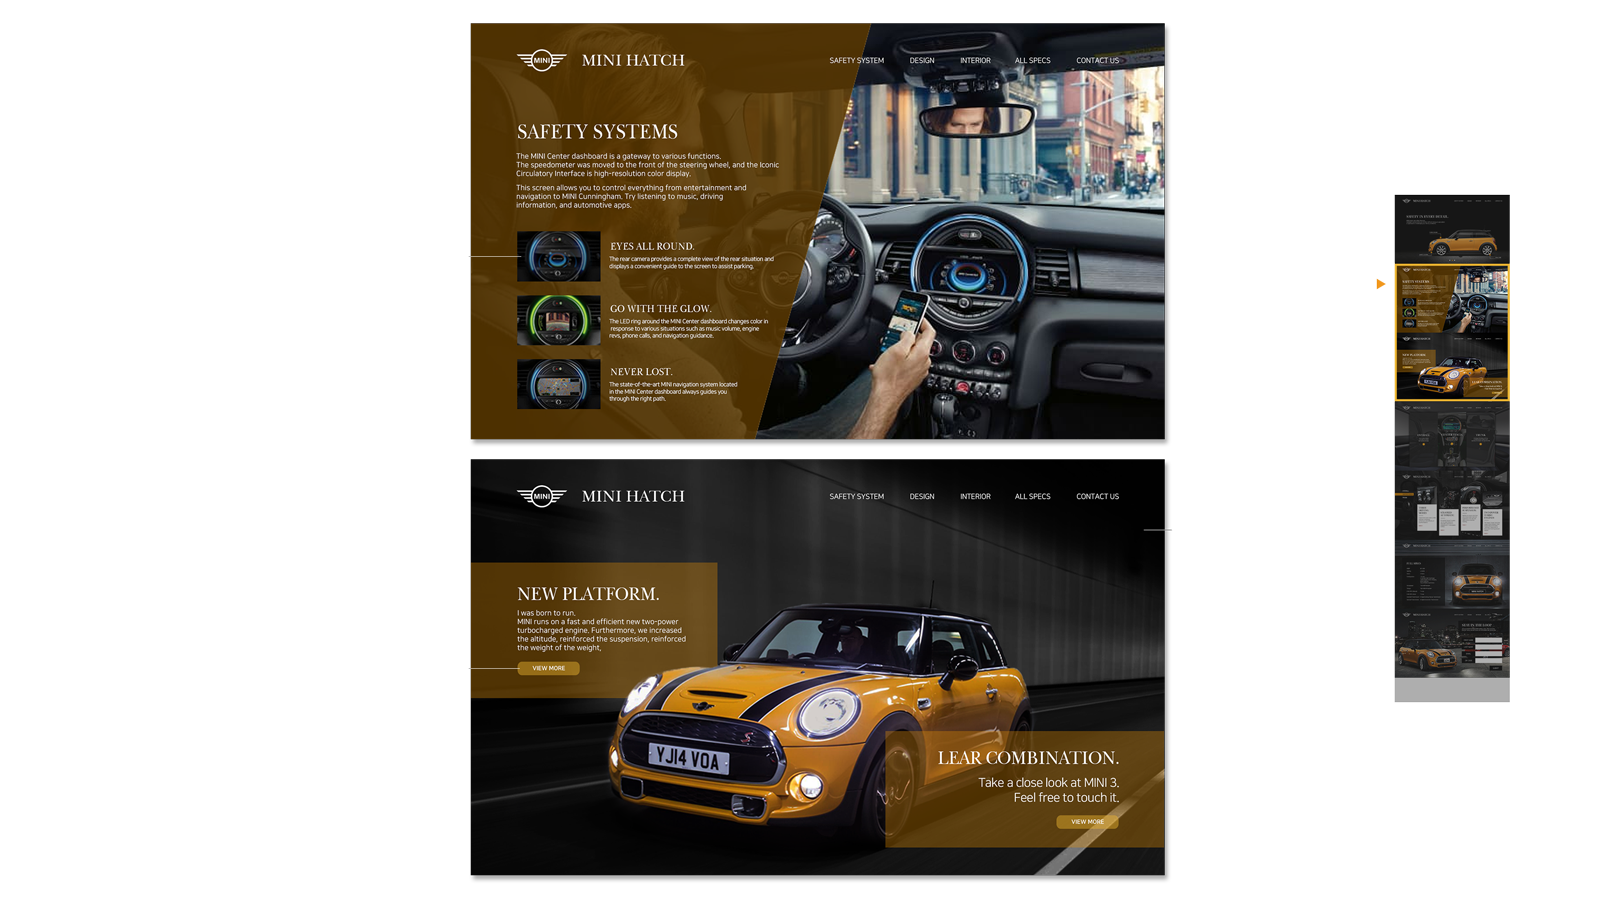 MINI
MINI HATCH
SAFETY SYSTEM
DESIGN
INTERIOR
ALL SPECS
CONTACT US
SAFETY SYSTEMS
The MINI Center dashboard is a gateway to various functions.
The speedometer was moved to the front of the steering wheel, and the Iconic
Circulatory Interface is high-resolution color display.
This screen allows you to control everything from entertainment and
navigation to MINI Cunningham. Try listening to music, driving
information, and automotive apps.
EYES ALL ROUND.
The rear camera provides a complete view of the rear situation and
displays a convenient guide to the screen to assist parking.
GO WITH THE GLOW.
The LED ring around the MINI Center dashboard changes color in
response to various situations such as music volume, engine
revs, phone calls, and navigation guidance.
NEVER LOST.
The state-of-the-art MINI navigation system located
in the MINI Center dashboard always guides you
through the right path.
MINI
MINI HATCH
SAFETY SYSTEM
DESIGN
INTERIOR
ALL SPECS
CONTACT US
NEW PLATFORM.
I was born to run.
MINI runs on a fast and efficient new two-power
turbocharged engine. Furthermore, we increased
the altitude, reinforced the suspension, reinforced
the weight of the weight,
VIEW MORE
YJ14 VOA
LEAR COMBINATION.
Take a close look at MINI 3.
Feel free to touch it.
VIEW MORE